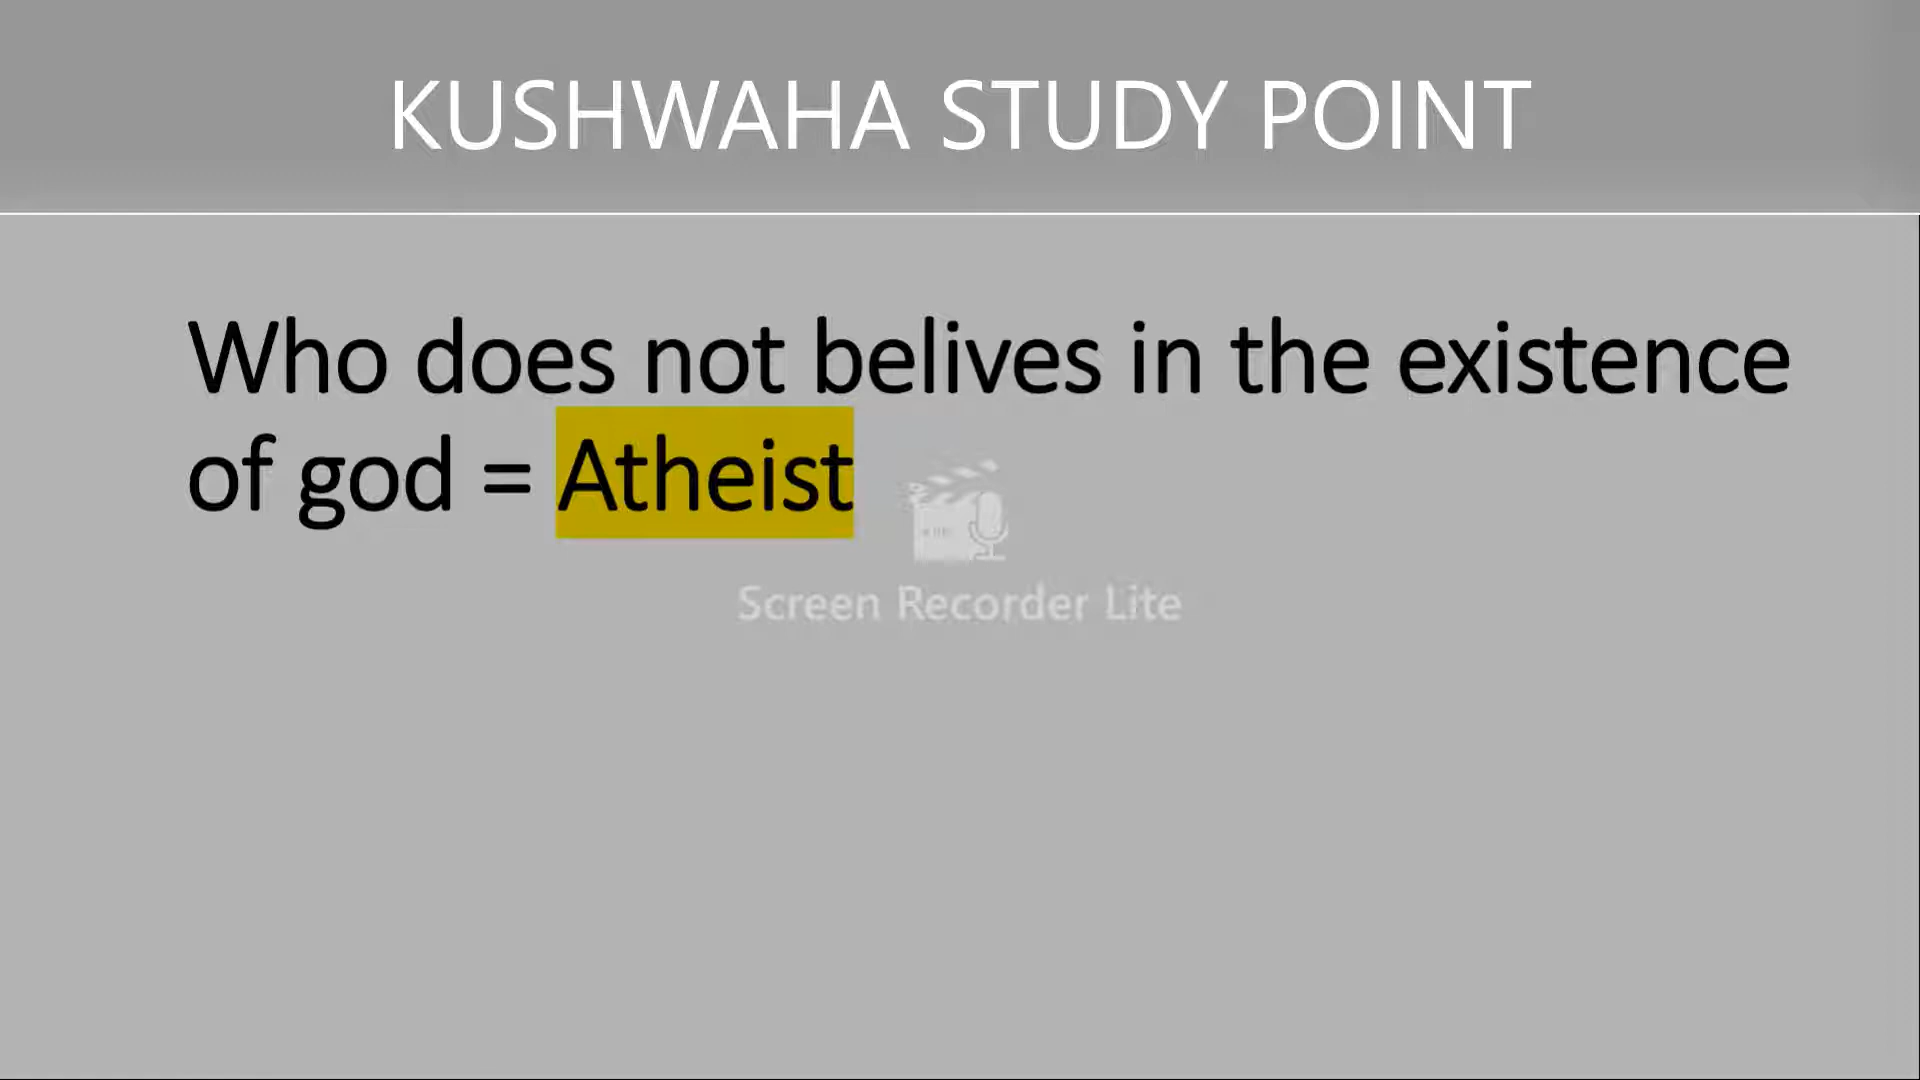 KUSHWAHA STUDY POINT
Who does not belives in the existence
of god = Atheist
Screen Recorder Lite